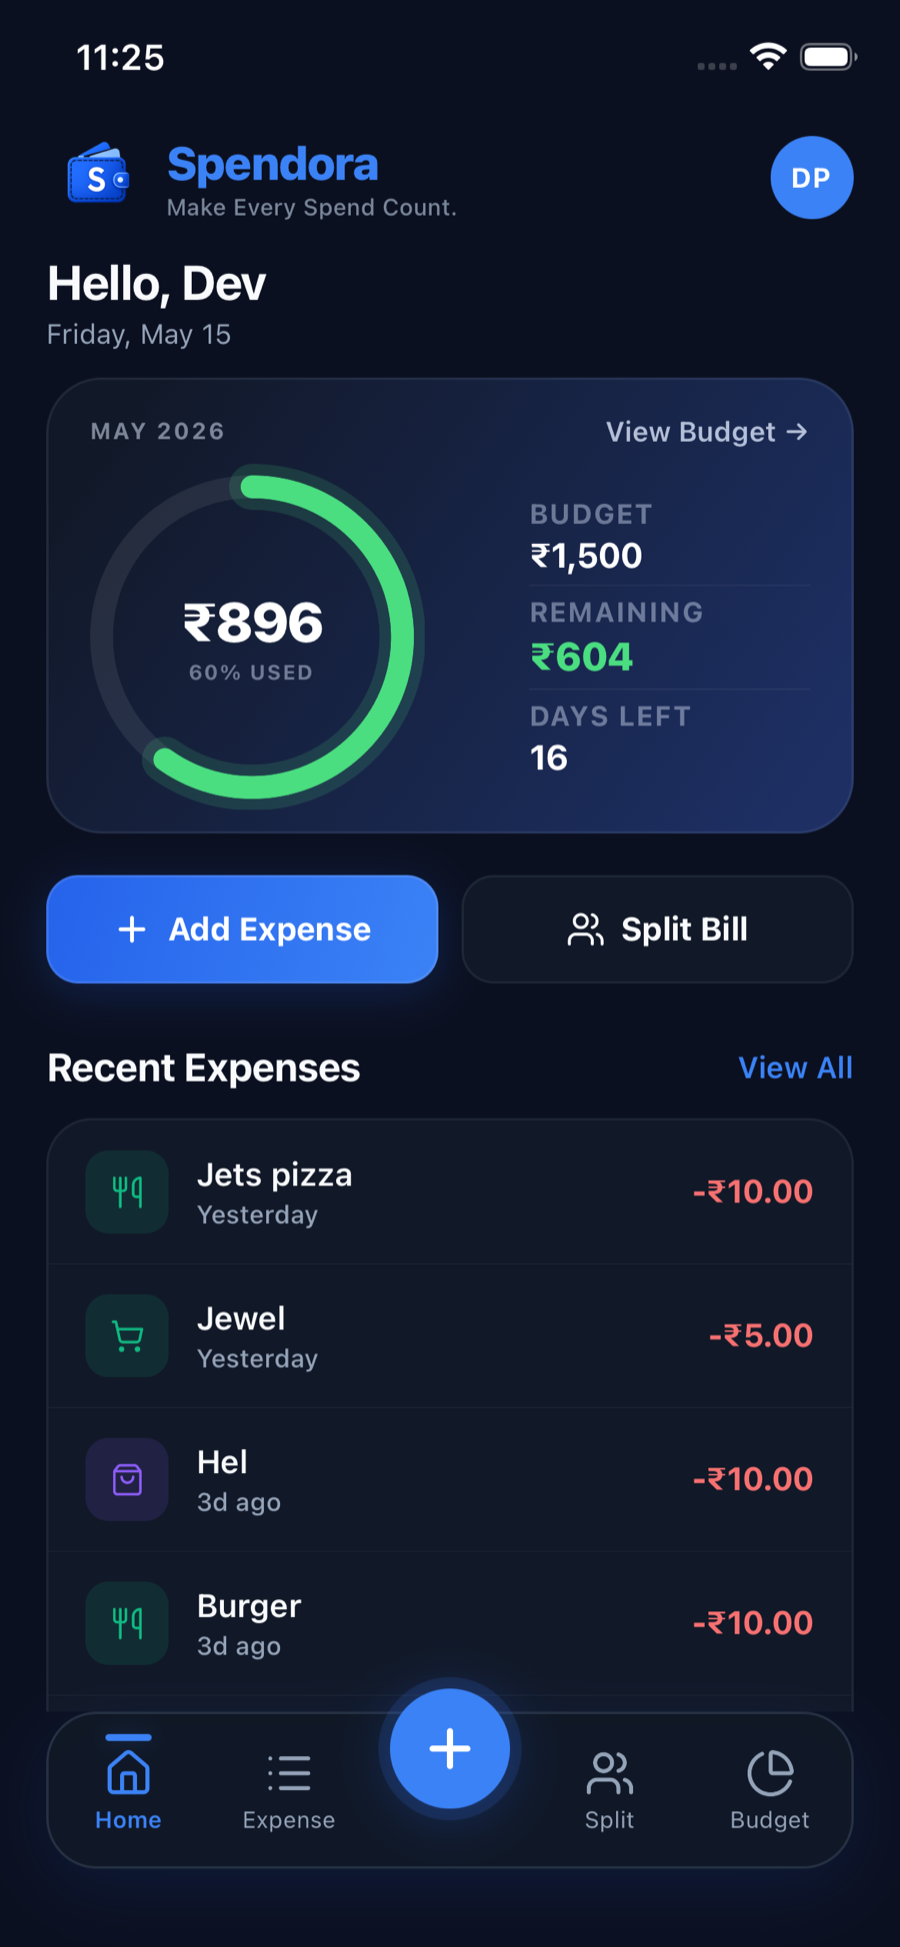 11:25
S
Spendora
Make Every Spend Count.
DP
Hello, Dev
Friday, May 15
MAY 2026
View Budget →
₹896
60% USED
BUDGET
₹1,500
REMAINING
₹604
DAYS LEFT
16
+ Add Expense
Split Bill
Recent Expenses
View All
Jets pizza
Yesterday
-₹10.00
Jewel
Yesterday
-₹5.00
Hel
3d ago
-₹10.00
Burger
3d ago
-₹10.00
Home
Expense
+
Split
Budget